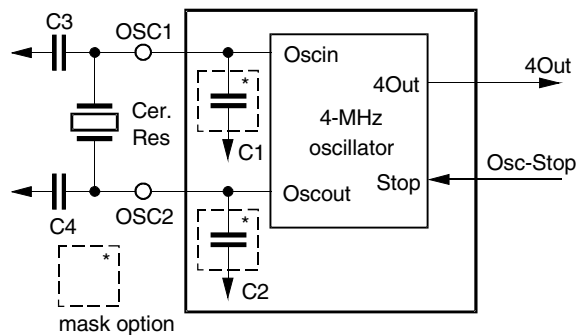 C3
OSC1
Oscin
*
4Out
4Out
Cer.
Res
4-MHz
oscillator
C1
Osc-Stop
Stop
Oscout
C4
OSC2
*
*
C2
mask option